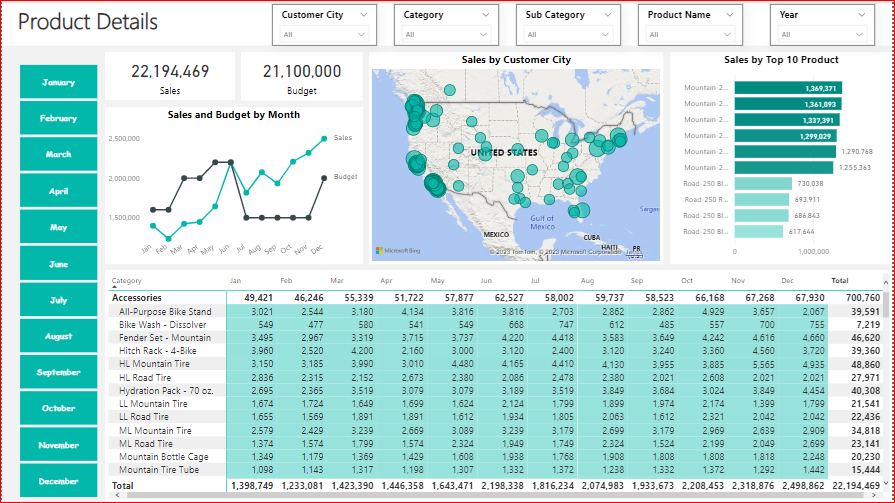 Product Details
Customer City
All
Category
All
Sub Category
All
Product Name
All
Year
All
January
February
March
April
May
June
July
August
September
October
November
December
22,194,469
Sales
21,100,000
Budget
Sales and Budget by Month
2,500,000
2,000,000
1,500,000
Sales
Budget
Jan Feb Mar Apr May Jun Jul Aug Sep Oct Nov Dec
Sales by Customer City
UNITED STATES
Gulf of
Mexico
MEXICO
CUBA
HAITI
PR
Sargas
Microsoft Bing
© 2023 TomTom, © 2023 Microsoft Corporation
Sales by Top 10 Product
Mountain-2... 1,369,371
Mountain-2... 1,361,093
Mountain-2... 1,337,391
Mountain-2... 1,299,029
Mountain-2... 1,290,768
Mountain-2... 1,255,363
Road-250 Bl... 730,038
Road-250 R... 693,911
Road-250 Bl... 686,843
Road-250 Bl... 617,644
0 1,000,000
Category Jan Feb Mar Apr May Jun Jul Aug Sep Oct Nov Dec Total
Accessories 49,421 46,246 55,339 51,722 57,877 62,527 58,002 59,737 58,523 66,168 67,268 67,930 700,760
All-Purpose Bike Stand 3,021 2,544 3,180 4,134 3,816 3,816 2,703 2,862 2,862 4,929 3,657 2,067 39,591
Bike Wash - Dissolver 549 477 580 541 549 668 747 612 485 557 700 755 7,219
Fender Set - Mountain 3,495 2,967 3,319 3,715 3,737 4,220 4,418 3,583 3,649 4,242 4,616 4,660 46,620
Hitch Rack - 4-Bike 3,960 2,520 4,200 2,160 3,000 3,120 2,400 3,120 3,240 3,360 4,560 3,720 39,360
HL Mountain Tire 3,150 3,185 3,990 3,010 4,480 4,165 4,410 4,130 3,955 3,885 5,565 4,935 48,860
HL Road Tire 2,836 2,315 2,152 2,673 2,380 2,086 2,478 2,380 2,021 2,608 2,021 2,021 27,971
Hydration Pack - 70 oz. 2,695 2,365 3,519 3,079 3,079 3,189 3,519 3,849 3,684 3,024 3,849 4,454 40,308
LL Mountain Tire 1,674 1,724 1,649 1,699 1,624 2,124 1,799 1,899 1,974 2,174 1,399 1,799 21,541
LL Road Tire 1,655 1,569 1,891 1,891 1,612 1,934 1,805 2,063 1,612 2,321 2,042 2,042 22,436
ML Mountain Tire 2,579 2,429 3,239 2,669 3,089 3,239 2,519 2,669 3,179 2,969 2,639 2,909 34,818
ML Road Tire 1,374 1,574 1,799 1,574 2,324 1,949 1,749 2,324 1,524 2,199 2,049 2,699 23,141
Mountain Bottle Cage 1,349 1,179 1,369 1,429 1,608 1,938 1,768 1,908 1,808 1,808 1,818 2,248 20,230
Mountain Tire Tube 1,098 1,143 1,317 1,198 1,307 1,332 1,372 1,238 1,332 1,372 1,292 1,442 15,444
Total 1,398,749 1,233,081 1,423,390 1,446,358 1,643,471 2,198,338 1,816,234 2,074,983 1,933,673 2,208,453 2,318,876 2,498,862 22,194,469